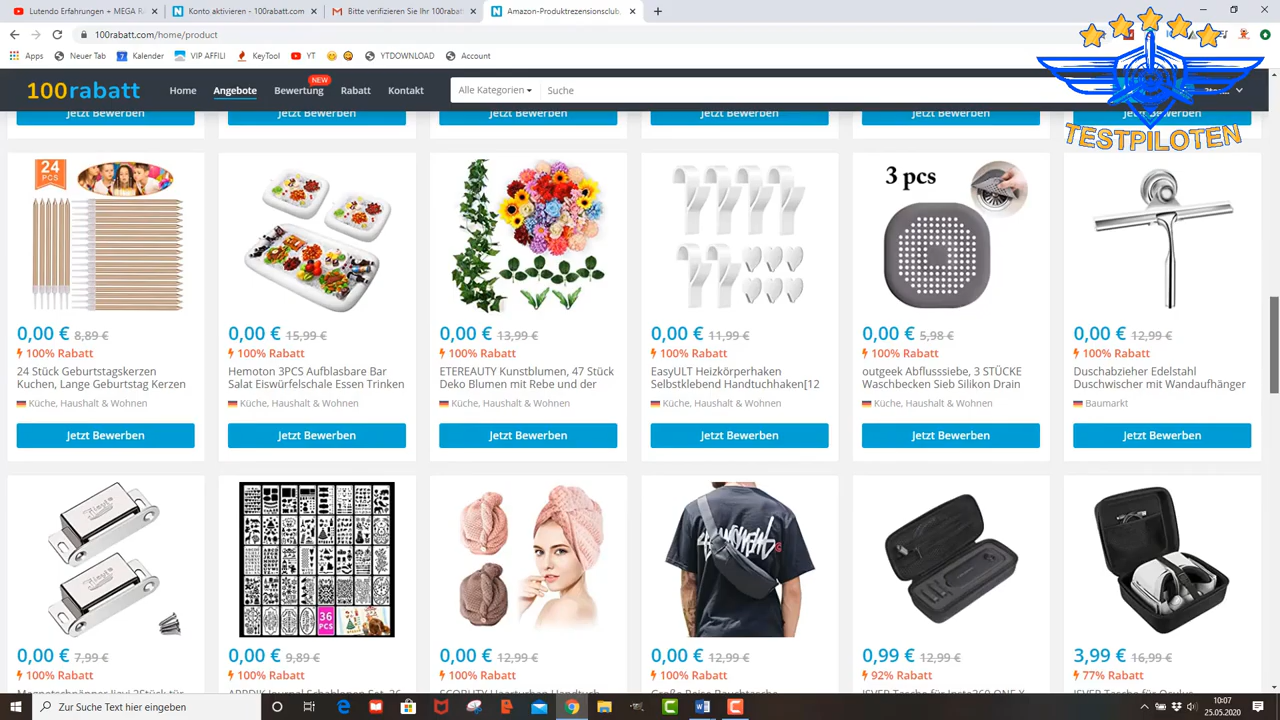 Lutendo Erfahrungen + MEGA R
Konto aktivieren - 100rabatt.com
Bitte verifizieren Sie Ihr 100rabatt
Amazon-Produktrezensionsclub,
100rabatt.com/home/product
Apps
Neuer Tab
Kalender
VIP AFFILI
KeyTool
YT
YTDOWNLOAD
Account
TESTPILOTEN
100rabatt
Home
Angebote
Bewertung
NEW
Rabatt
Kontakt
Alle Kategorien
Suche
Jetzt Bewerben
Jetzt Bewerben
Jetzt Bewerben
Jetzt Bewerben
Jetzt Bewerben
Jetzt Bewerben
24
PCS
3 pcs
0,00 € 8,89 €
100% Rabatt
24 Stück Geburtstagskerzen
Kuchen, Lange Geburtstag Kerzen
Küche, Haushalt & Wohnen
Jetzt Bewerben
0,00 € 15,99 €
100% Rabatt
Hemoton 3PCS Aufblasbare Bar
Salat Eiswürfelschale Essen Trinken
Küche, Haushalt & Wohnen
Jetzt Bewerben
0,00 € 13,99 €
100% Rabatt
ETEREAUTY Kunstblumen, 47 Stück
Deko Blumen mit Rebe und der
Küche, Haushalt & Wohnen
Jetzt Bewerben
0,00 € 11,99 €
100% Rabatt
EasyULT Heizkörperhaken
Selbstklebend Handtuchhaken[12
Küche, Haushalt & Wohnen
Jetzt Bewerben
0,00 € 5,98 €
100% Rabatt
outgeek Abflusssiebe, 3 STÜCKE
Waschbecken Sieb Silikon Drain
Küche, Haushalt & Wohnen
Jetzt Bewerben
0,00 € 12,99 €
100% Rabatt
Duschabzieher Edelstahl
Duschwischer mit Wandaufhänger
Baumarkt
Jetzt Bewerben
36
PCS
0,00 € 7,99 €
100% Rabatt
0,00 € 9,89 €
100% Rabatt
0,00 € 12,99 €
100% Rabatt
0,00 € 12,99 €
100% Rabatt
0,99 € 12,99 €
92% Rabatt
3,99 € 16,99 €
77% Rabatt
Zur Suche Text hier eingeben
10:07
25.05.2020